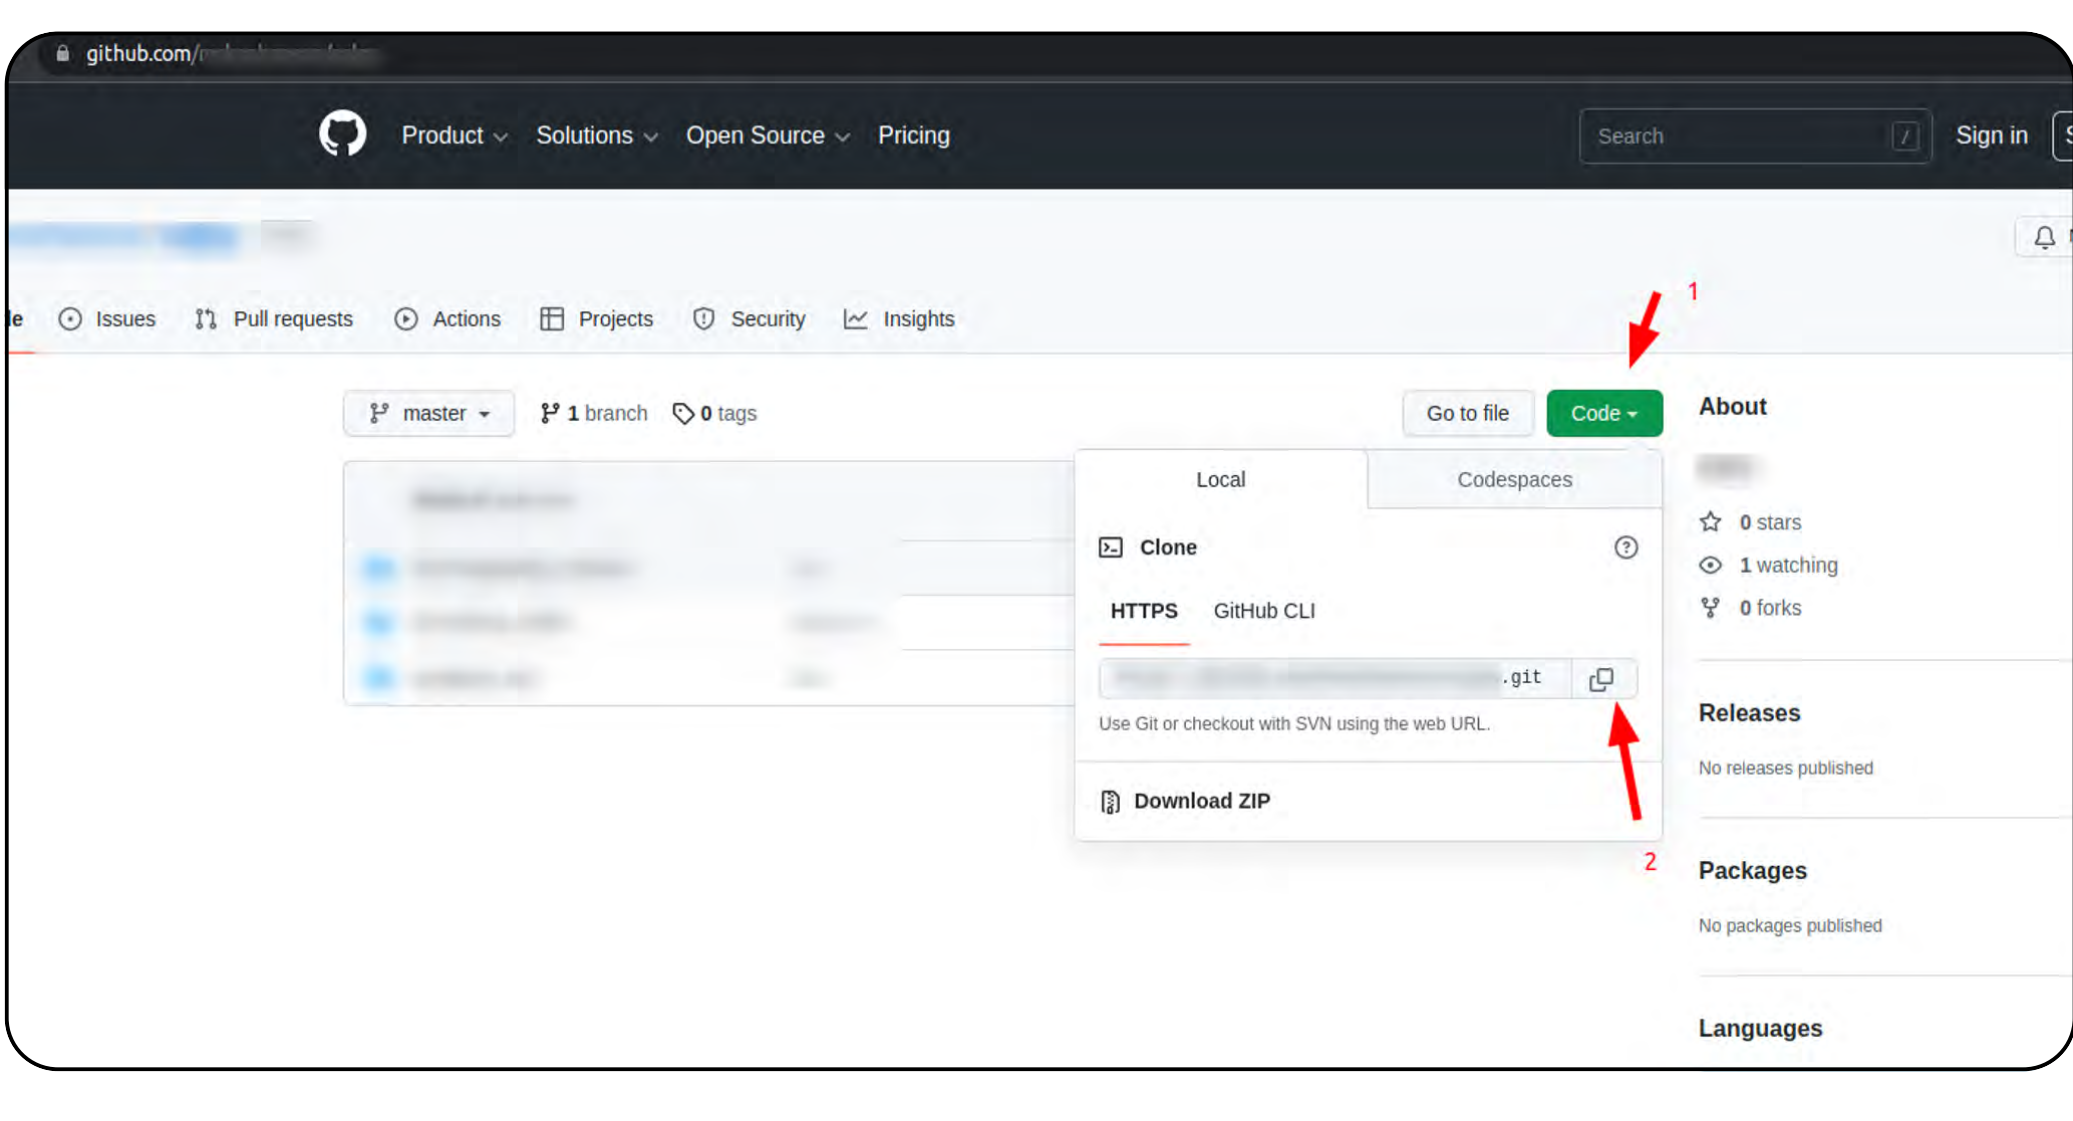 github.com/
Product Solutions Open Source Pricing Search / Sign in
Issues Pull requests Actions Projects Security Insights
1
master 1 branch 0 tags Go to file Code About
Local Codespaces
0 stars
Clone
1 watching
HTTPS GitHub CLI 0 forks
.git
Use Git or checkout with SVN using the web URL.
Releases
No releases published
Download ZIP
2
Packages
No packages published
Languages